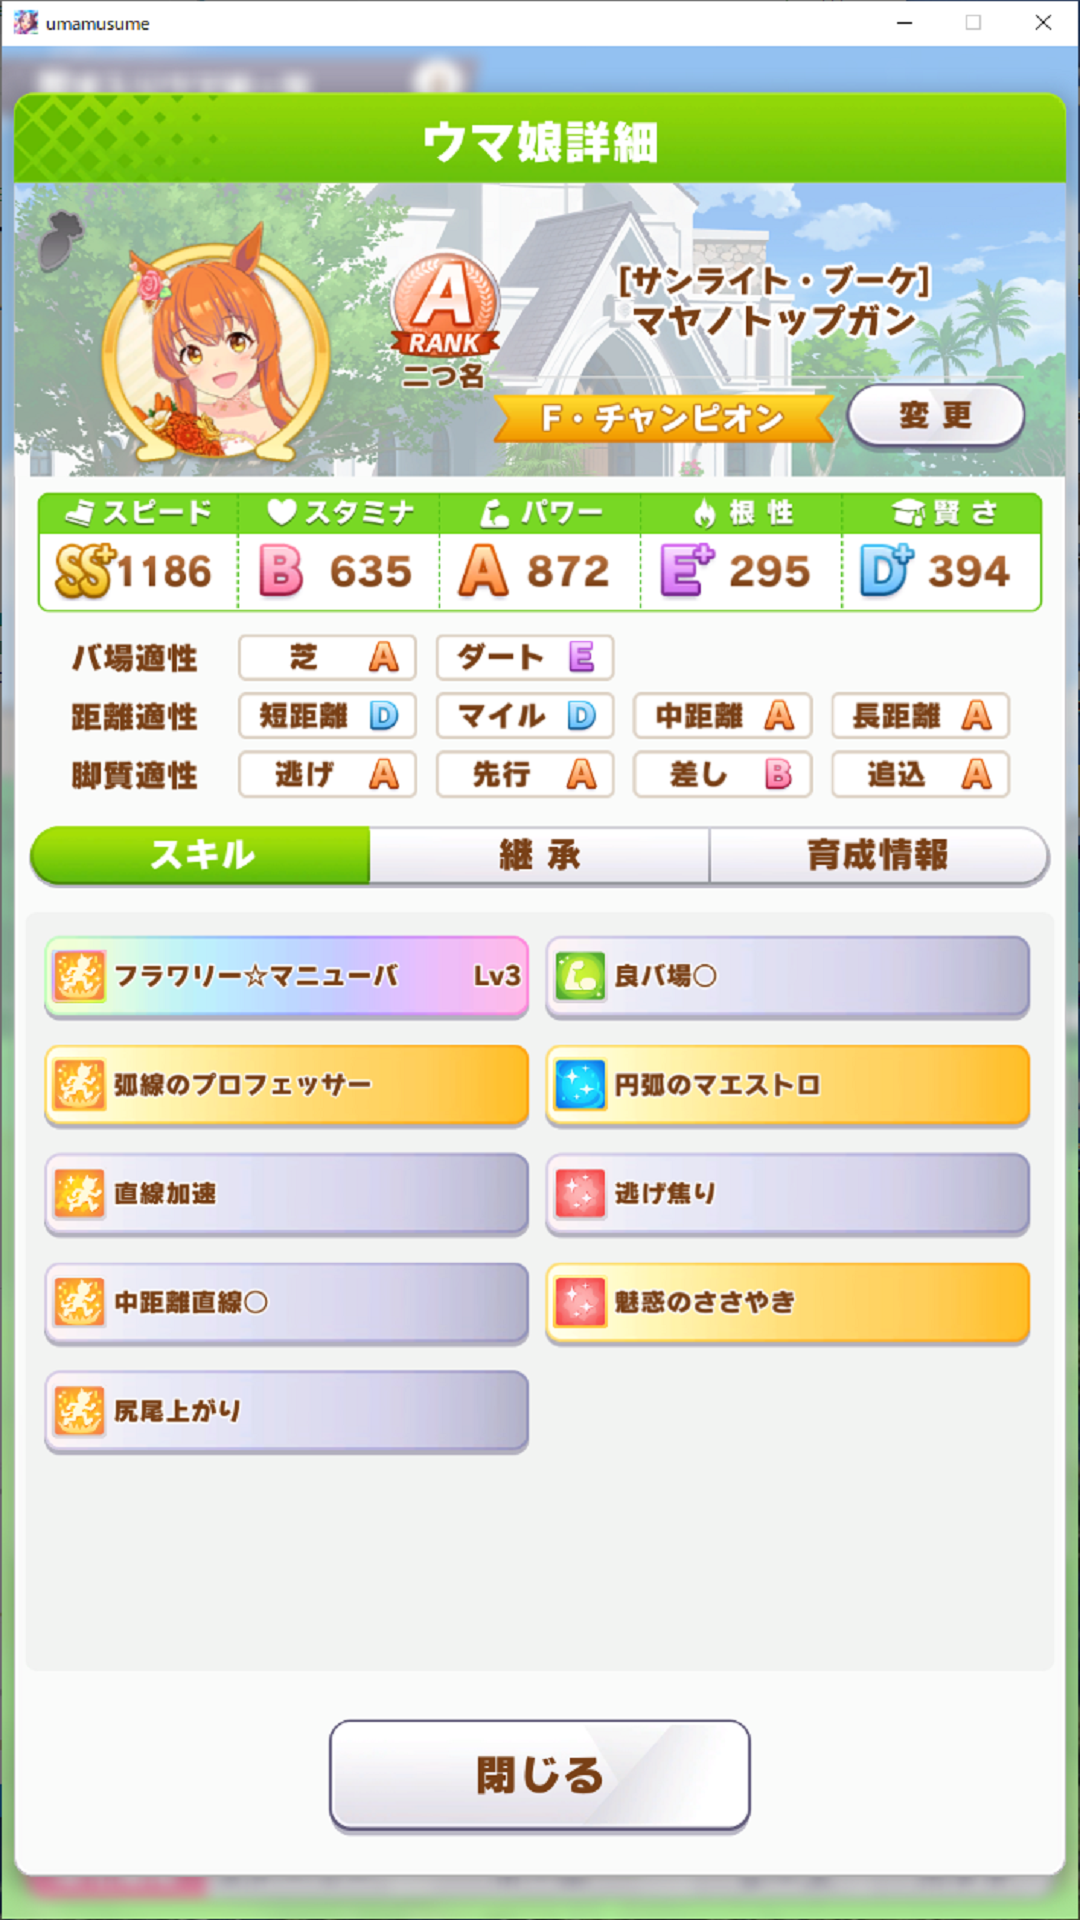 umamusume
ウマ娘詳細
A
RANK
二つ名
[サンライト・ブーケ]
マヤノトップガン
F・チャンピオン
変更
スピード スタミナ パワー 根性 賢さ
SS+ 1186 B 635 A 872 E+ 295 D+ 394
バ場適性 芝 A ダート E
距離適性 短距離 D マイル D 中距離 A 長距離 A
脚質適性 逃げ A 先行 A 差し B 追込 A
スキル 継承 育成情報
フラワリー☆マニューバ Lv3 良バ場○
弧線のプロフェッサー 円弧のマエストロ
直線加速 逃げ焦り
中距離直線○ 魅惑のささやき
尻尾上がり
閉じる